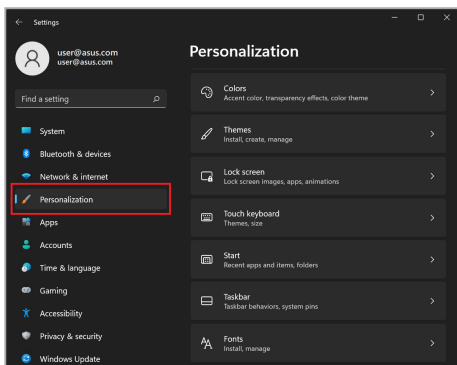 Settings
user@asus.com
user@asus.com
Find a setting
System
Bluetooth & devices
Network & internet
Personalization
Apps
Accounts
Time & language
Gaming
Accessibility
Privacy & security
Windows Update
Personalization
Colors
Accent color, transparency effects, color theme
Themes
Install, create, manage
Lock screen
Lock screen images, apps, animations
Touch keyboard
Themes, size
Start
Recent apps and items, folders
Taskbar
Taskbar behaviors, system pins
Fonts
Install, manage